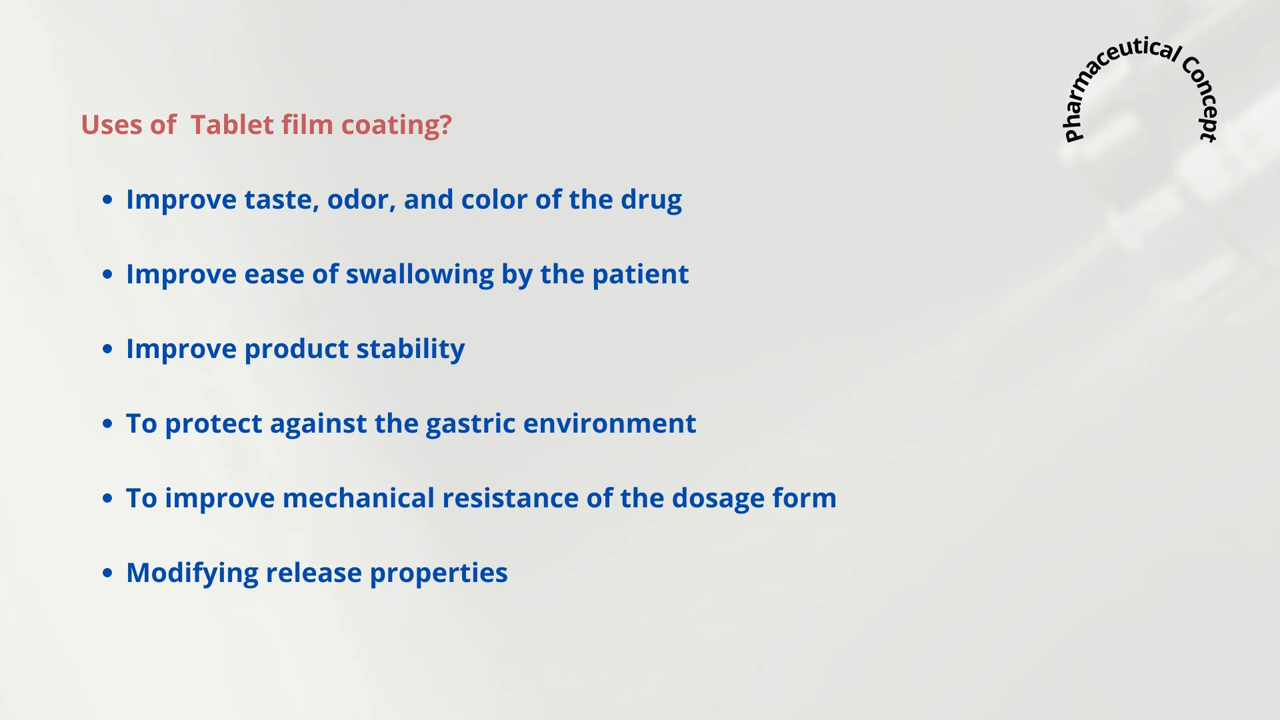 Pharmaceutical Concept
Uses of  Tablet film coating?
• Improve taste, odor, and color of the drug
• Improve ease of swallowing by the patient
• Improve product stability
• To protect against the gastric environment
• To improve mechanical resistance of the dosage form
• Modifying release properties